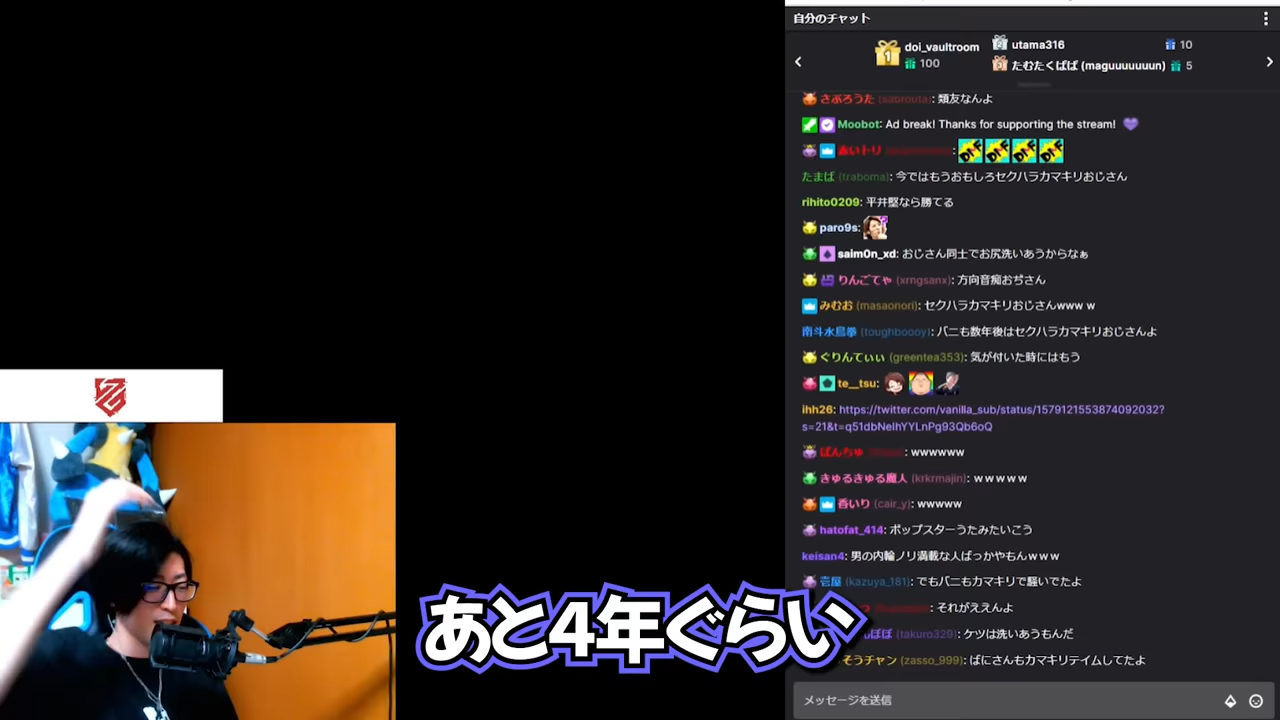 自分のチャット
doi_vaultroom
100
utama316
10
たむたくぱぱ (maguuuuuuun)
5
さぶろうた (sabrouta): 類友なんよ
Moobot: Ad break! Thanks for supporting the stream!
あいトリ
たまば (traboma): 今ではもうおもしろセクハラカマキリおじさん
rihito0209: 平井堅なら勝てる
paro9s:
saim0n_xd: おじさん同士でお尻洗いあうからなぁ
りんごてゃ (xrngsanx): 方向音痴おぢさん
みむお (masaonori): セクハラカマキリおじさんwww w
南斗水鳥拳 (toughboooy): バニも数年後はセクハラカマキリおじさんよ
ぐりんてぃぃ (greentea353): 気が付いた時にはもう
te__tsu:
ihh26: https://twitter.com/vanilla_sub/status/1579121553874092032?
s=21&t=q51dbNeIhYYLnPg93Qb6oQ
ぱんちゅ: wwwwww
きゅるきゅる魔人 (krkrmajin): ｗｗｗｗｗ
香いり (cair_y): wwwww
hatofat_414: ポップスターうたみたいこう
keisan4: 男の内輪ノリ満載な人ばっかやもんｗｗｗ
壱屋 (kazuya_181): でもバニもカマキリで騒いでたよ
: それがええんよ
(takuro329): ケツは洗いあうもんだ
そうチャン (zasso_999): ばにさんもカマキリテイムしてたよ
あと4年ぐらい
メッセージを送信